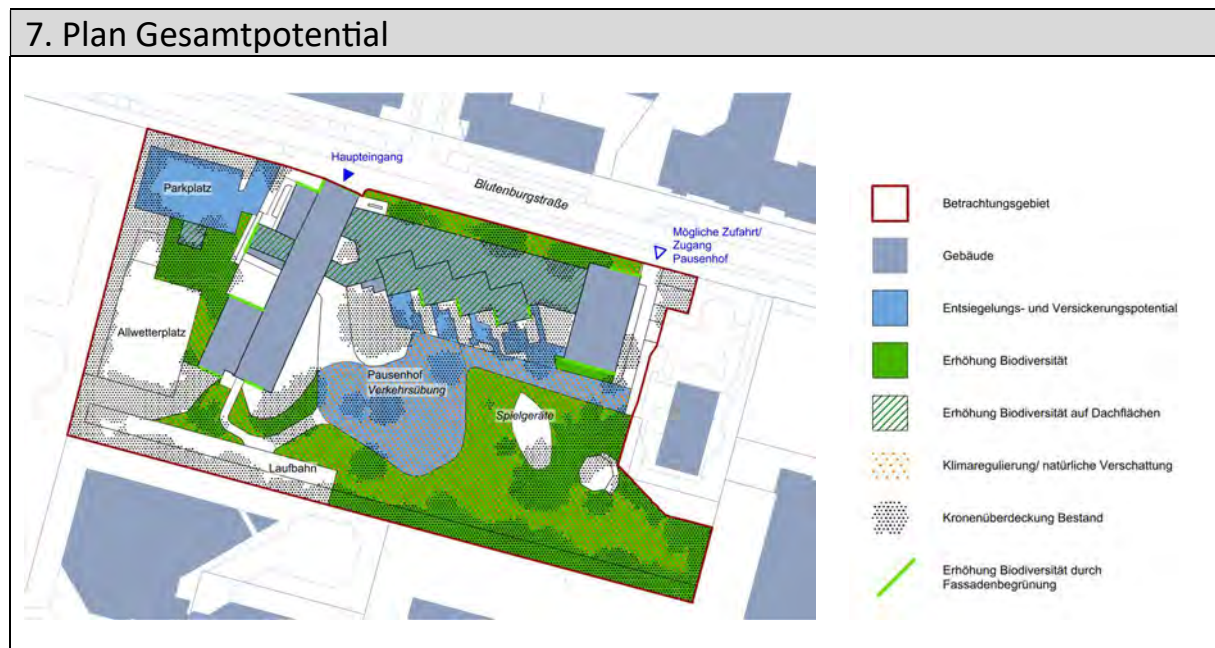 7. Plan Gesamtpotential
Haupteingang
Blutenburgstraße
Parkplatz
Mögliche Zufahrt/
Zugang
Pausenhof
Allwetterplatz
Pausenhof
Verkehrsübung
Spielgeräte
Laufbahn
Betrachtungsgebiet
Gebäude
Entsiegelungs- und Versickerungspotential
Erhöhung Biodiversität
Erhöhung Biodiversität auf Dachflächen
Klimaregulierung/ natürliche Verschattung
Kronenüberdeckung Bestand
Erhöhung Biodiversität durch
Fassadenbegrünung